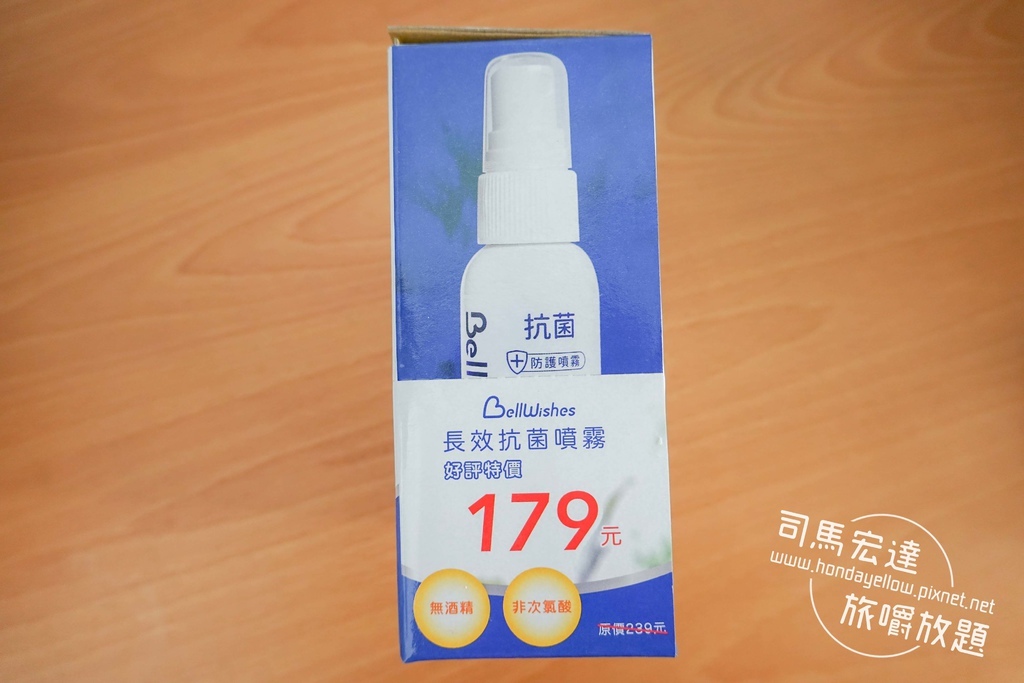 Bell
抗菌
防護噴霧
BellWishes
長效抗菌噴霧
好評特價
179元
無酒精
非次氯酸
原價239元
司馬宏達
www.hondayellow.pixnet.net
旅嚼放題